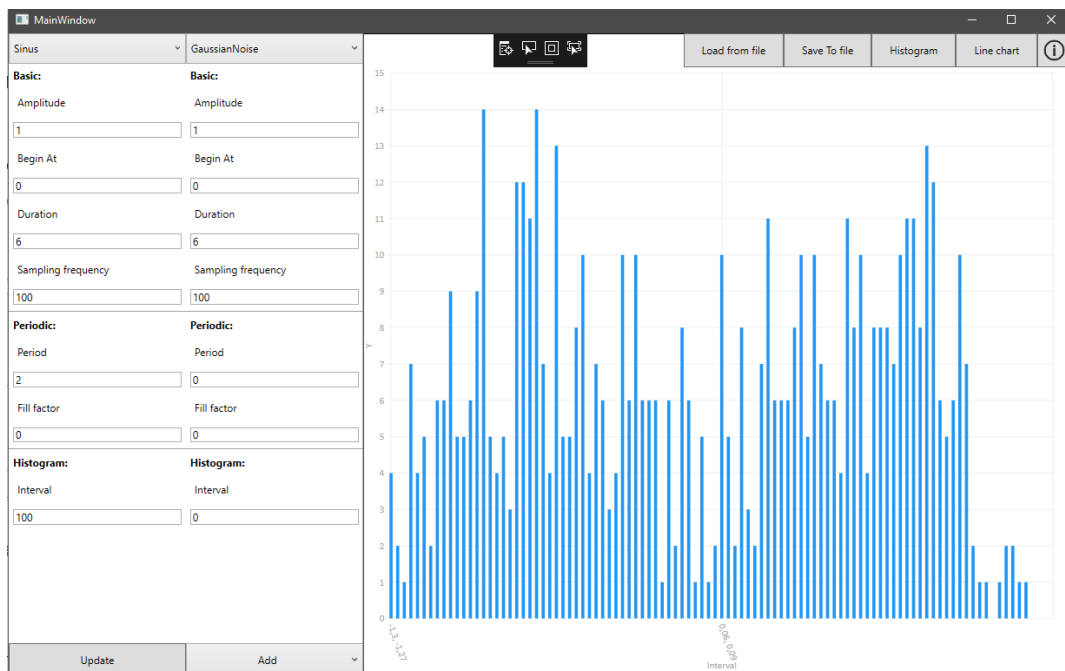 MainWindow
Sinus GaussianNoise Load from file Save To file Histogram Line chart
Basic: Basic:
Amplitude Amplitude
1 1
Begin At Begin At
0 0
Duration Duration
6 6
Sampling frequency Sampling frequency
100 100
Periodic: Periodic:
Period Period
2 0
Fill factor Fill factor
0 0
Histogram: Histogram:
Interval Interval
100 0
Update Add
15
14
13
12
11
10
9
8
7
6
5
4
3
2
1
0
Y
-1,3, -1,27
0,06, 0,09
Interval